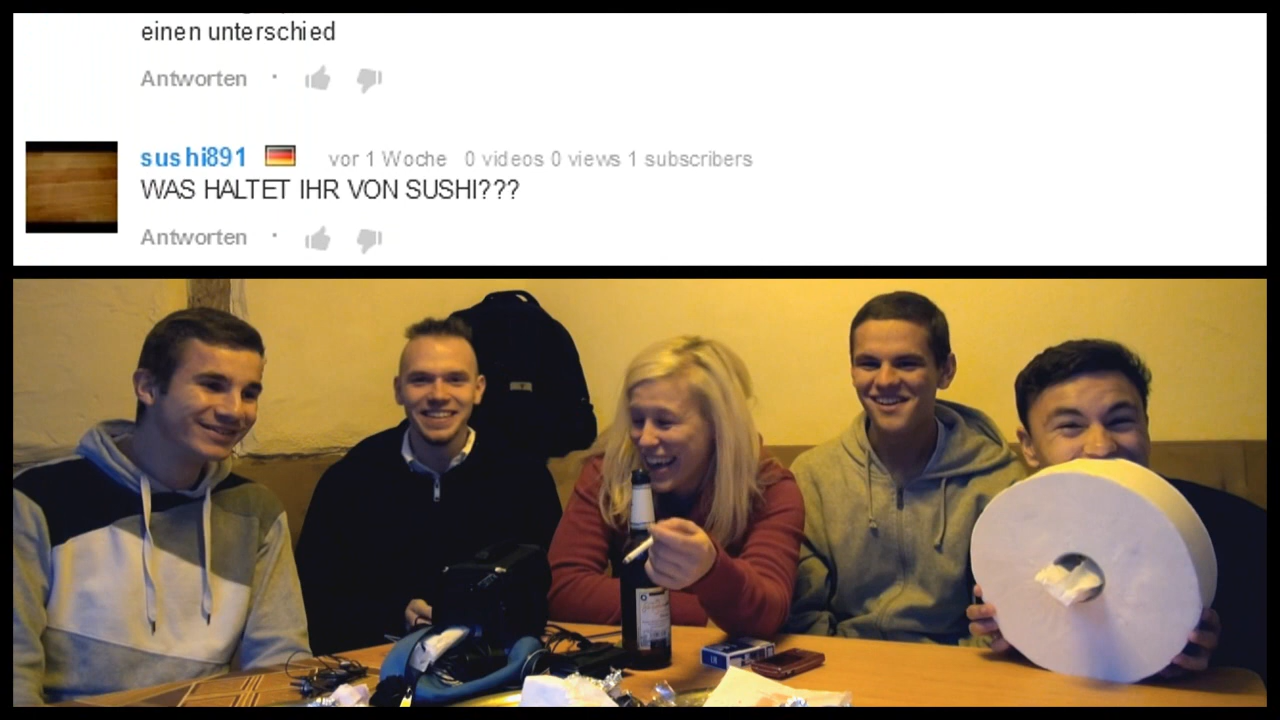 einen unterschied
Antworten ·
sushi891 vor 1 Woche 0 videos 0 views 1 subscribers
WAS HALTET IHR VON SUSHI???
Antworten ·